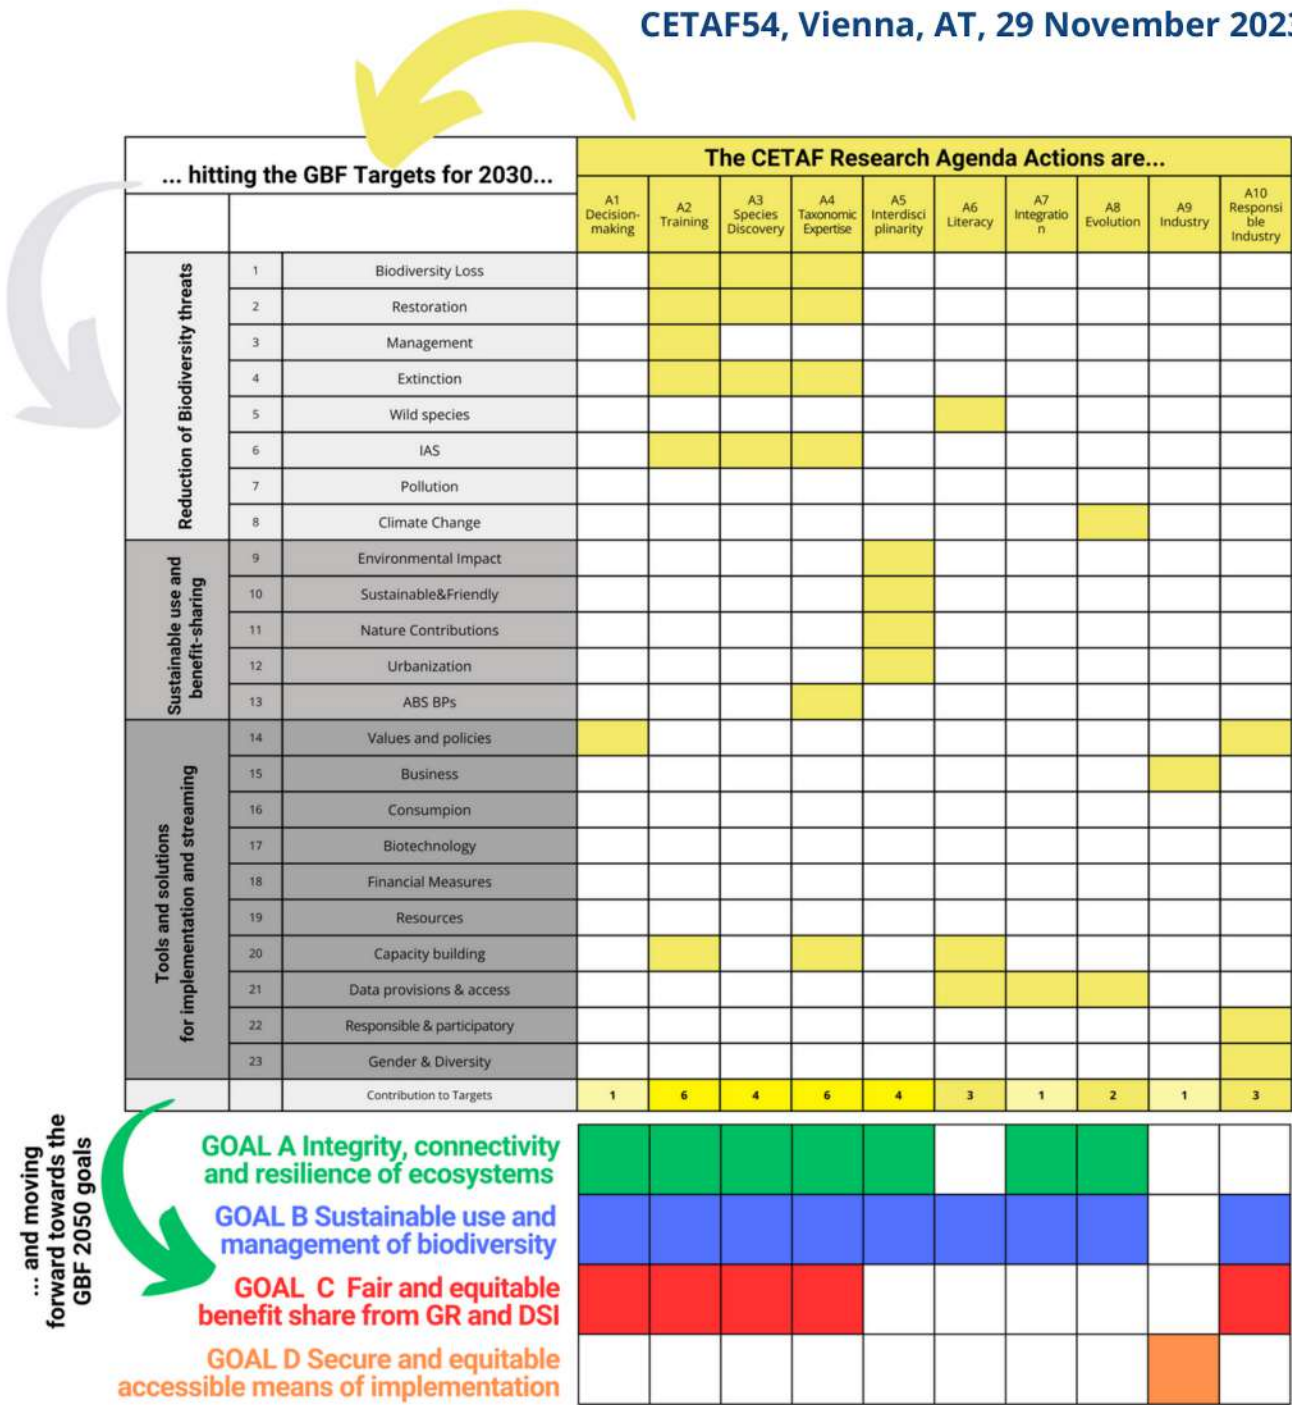 CETAF54, Vienna, AT, 29 November 2023
... hitting the GBF Targets for 2030...
The CETAF Research Agenda Actions are...
A1
Decision-
making
A2
Training
A3
Species
Discovery
A4
Taxonomic
Expertise
A5
Interdisci
plinarity
A6
Literacy
A7
Integratio
n
A8
Evolution
A9
Industry
A10
Responsi
ble
Industry
Reduction of Biodiversity threats
1 Biodiversity Loss
2 Restoration
3 Management
4 Extinction
5 Wild species
6 IAS
7 Pollution
8 Climate Change
Sustainable use and
benefit-sharing
9 Environmental Impact
10 Sustainable&Friendly
11 Nature Contributions
12 Urbanization
13 ABS BPs
Tools and solutions
for implementation and streaming
14 Values and policies
15 Business
16 Consumpion
17 Biotechnology
18 Financial Measures
19 Resources
20 Capacity building
21 Data provisions & access
22 Responsible & participatory
23 Gender & Diversity
Contribution to Targets 1 6 4 6 4 3 1 2 1 3
... and moving
forward towards the
GBF 2050 goals
GOAL A Integrity, connectivity
and resilience of ecosystems
GOAL B Sustainable use and
management of biodiversity
GOAL C Fair and equitable
benefit share from GR and DSI
GOAL D Secure and equitable
accessible means of implementation